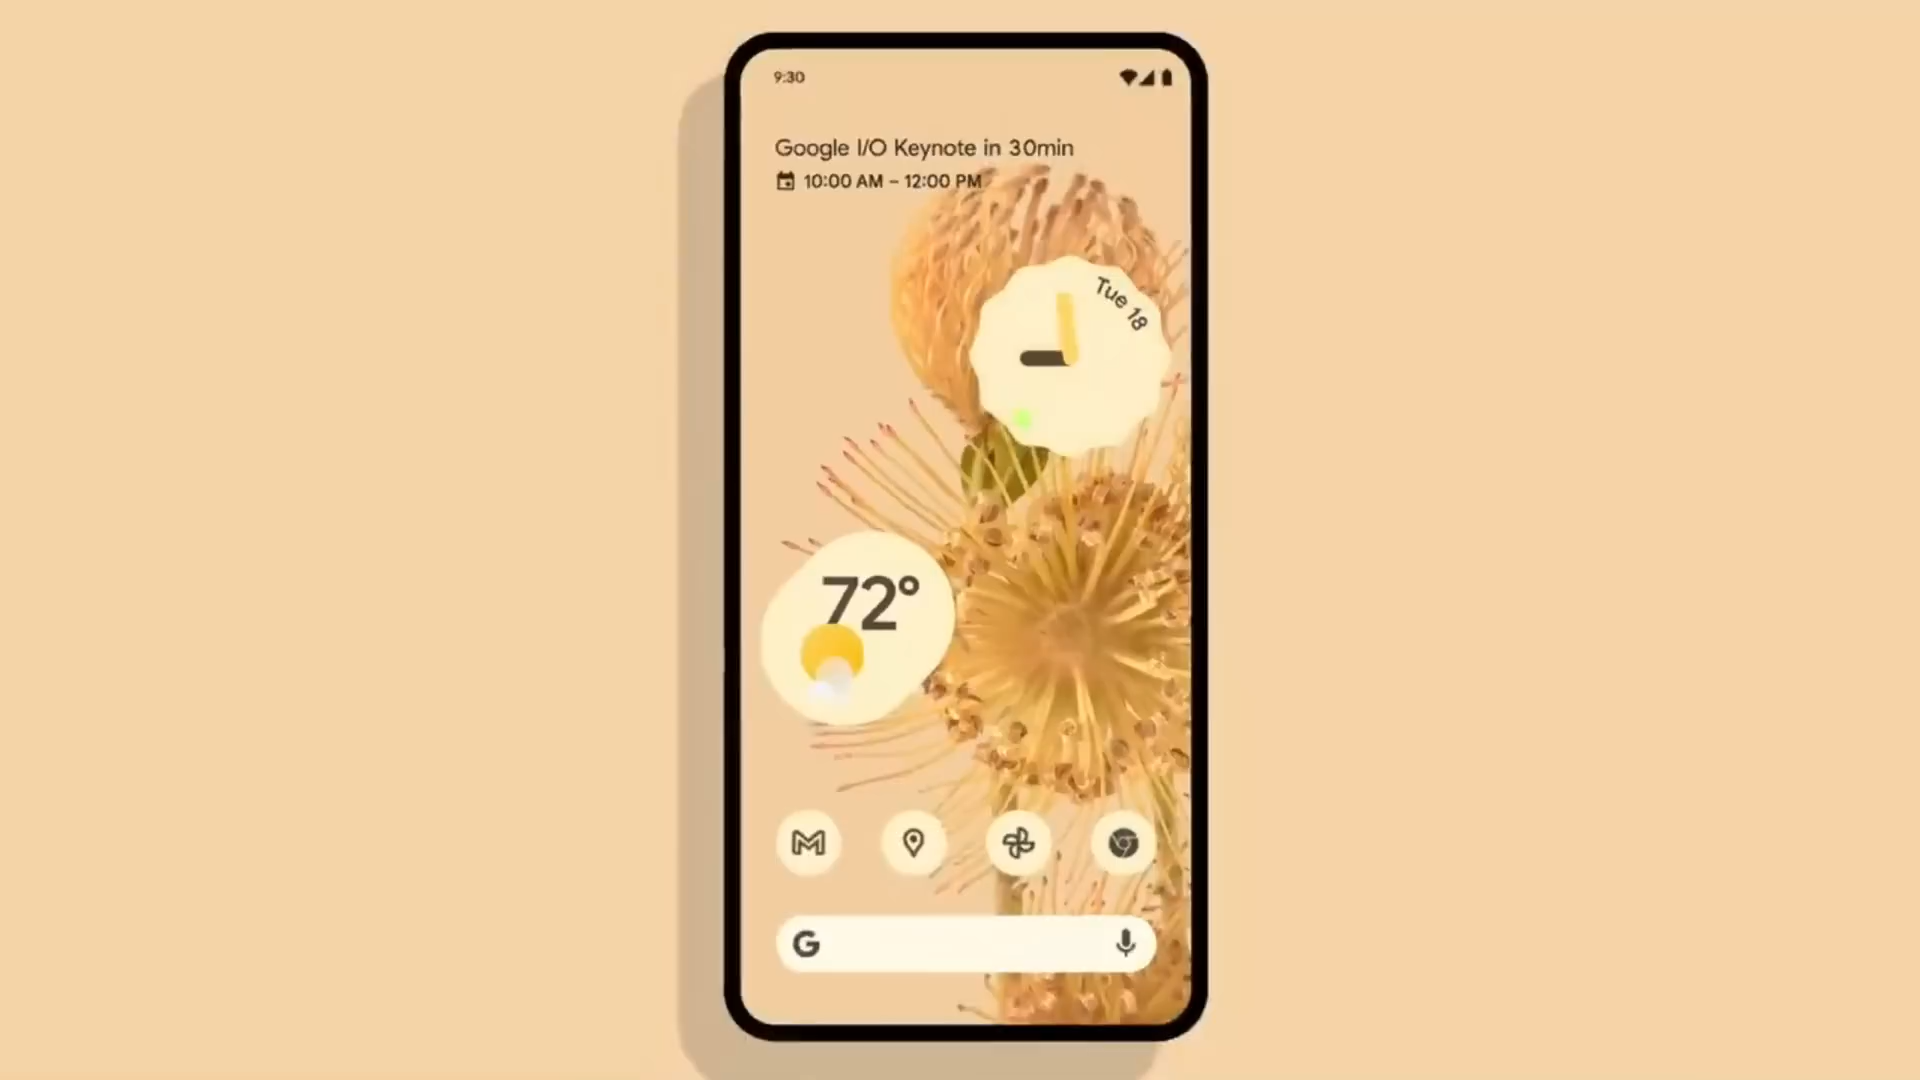 9:30
Google I/O Keynote in 30min
10:00 AM – 12:00 PM
Tue 18
72°